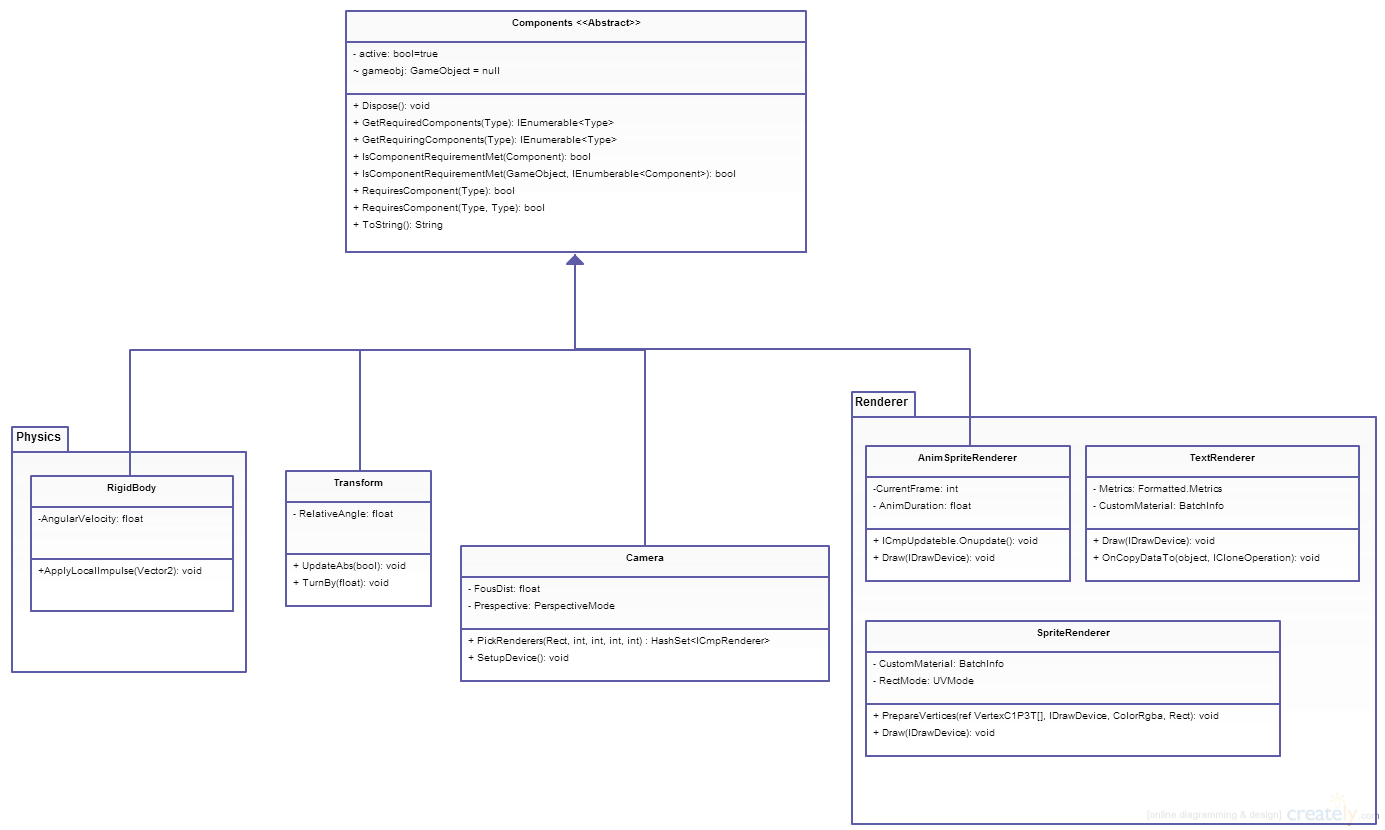 Components <<Abstract>>
- active: bool=true
~ gameobj: GameObject = null
+ Dispose(): void
+ GetRequiredComponents(Type): IEnumerable<Type>
+ GetRequiringComponents(Type): IEnumerable<Type>
+ IsComponentRequirementMet(Component): bool
+ IsComponentRequirementMet(GameObject, IEnumberable<Component>): bool
+ RequiresComponent(Type): bool
+ RequiresComponent(Type, Type): bool
+ ToString(): String
Physics
RigidBody
-AngularVelocity: float
+ApplyLocalImpulse(Vector2): void
Transform
- RelativeAngle: float
+ UpdateAbs(bool): void
+ TurnBy(float): void
Camera
- FousDist: float
- Prespective: PerspectiveMode
+ PickRenderers(Rect, int, int, int, int) : HashSet<ICmpRenderer>
+ SetupDevice(): void
Renderer
AnimSpriteRenderer
-CurrentFrame: int
- AnimDuration: float
+ ICmpUpdateble.Onupdate(): void
+ Draw(IDrawDevice): void
TextRenderer
- Metrics: Formatted.Metrics
- CustomMaterial: BatchInfo
+ Draw(IDrawDevice): void
+ OnCopyDataTo(object, ICloneOperation): void
SpriteRenderer
- CustomMaterial: BatchInfo
- RectMode: UVMode
+ PrepareVertices(ref VertexC1P3T[], IDrawDevice, ColorRgba, Rect): void
+ Draw(IDrawDevice): void
[online diagramming & design] creately.com